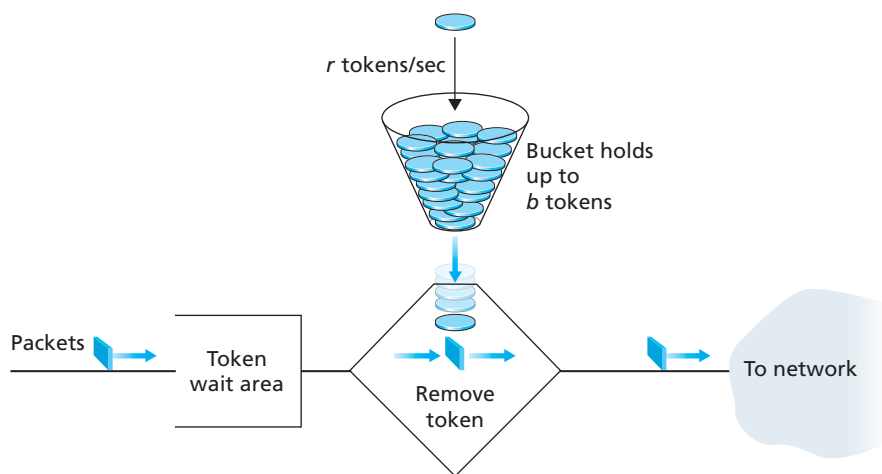 r tokens/sec
Bucket holds
up to
b tokens
Packets
Token
wait area
Remove
token
To network